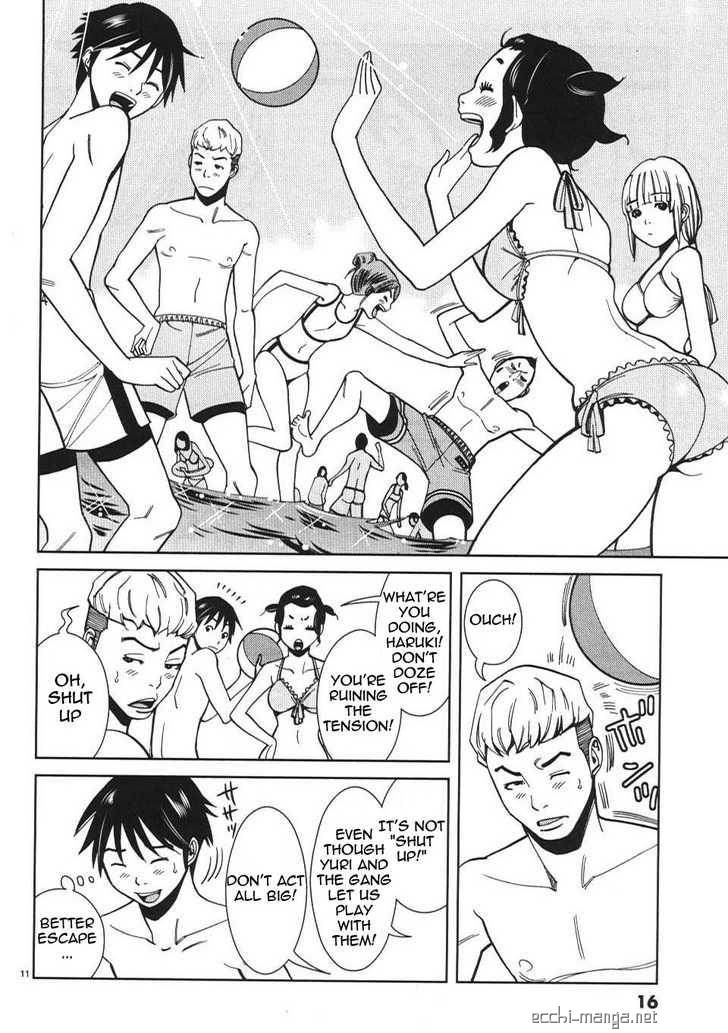 OUCH!
WHAT'RE
YOU
DOING,
HARUKI!
DON'T
DOZE
OFF!
YOU'RE
RUINING
THE
TENSION!
OH,
SHUT
UP
IT'S NOT
"SHUT
UP!"
EVEN
THOUGH
YURI AND
THE GANG
LET US
PLAY
WITH
THEM!
DON'T ACT
ALL BIG!
BETTER
ESCAPE
...
11
16
ecchi-manga.net